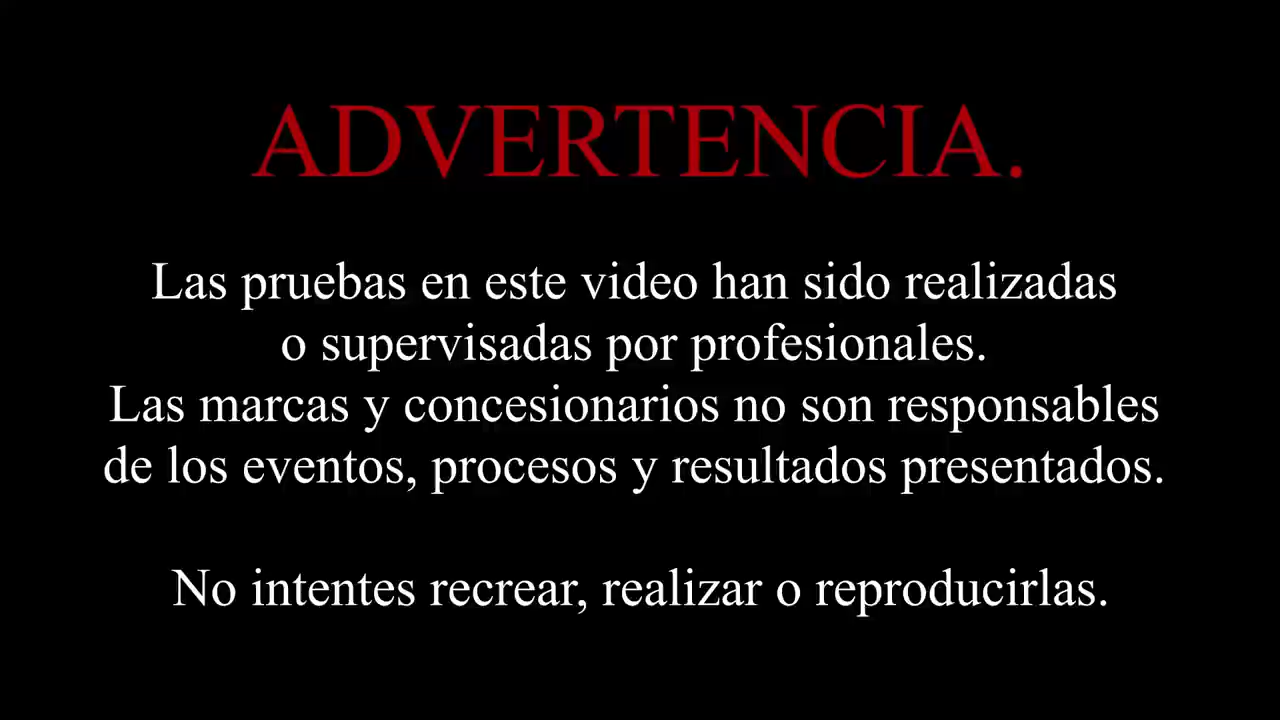 ADVERTENCIA.
Las pruebas en este video han sido realizadas
o supervisadas por profesionales.
Las marcas y concesionarios no son responsables
de los eventos, procesos y resultados presentados.
No intentes recrear, realizar o reproducirlas.